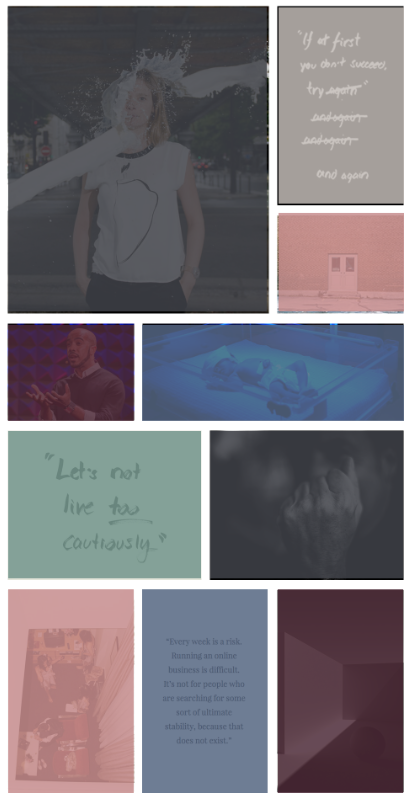 "If at first
you don't succeed,
try again"
and again
and again
and again
"Let's not
live too
cautiously."
"Every week is a risk.
Running an online
business is difficult.
It's not for people who
are searching for some
sort of ultimate
stability, because that
does not exist."